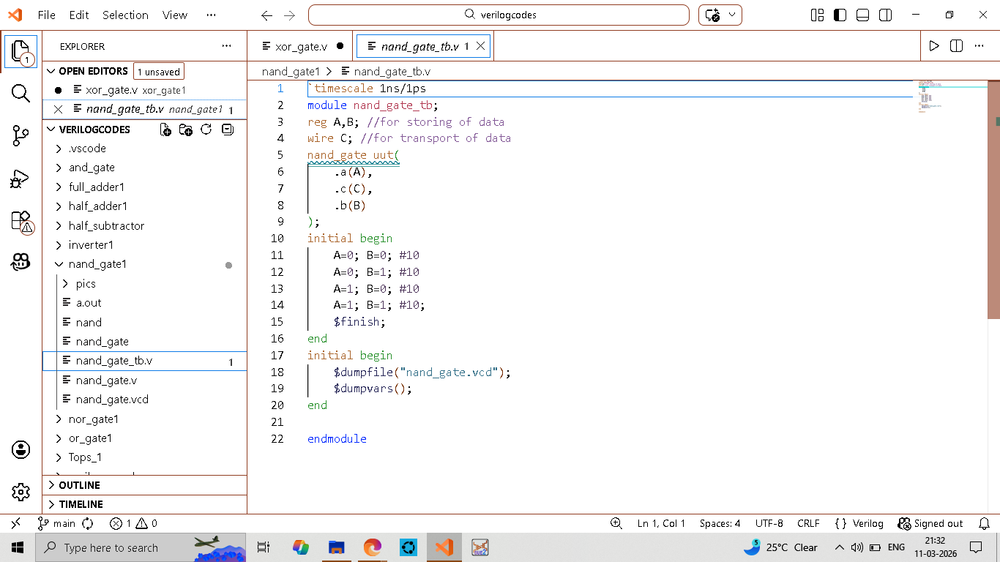 File Edit Selection View ··· verilogcodes
EXPLORER ···
OPEN EDITORS 1 unsaved
xor_gate.v xor_gate1
nand_gate_tb.v nand_gate1 1
VERILOGCODES
.vscode
and_gate
full_adder1
half_adder1
half_subtractor
inverter1
nand_gate1
pics
a.out
nand
nand_gate
nand_gate_tb.v 1
nand_gate.v
nand_gate.vcd
nor_gate1
or_gate1
Tops_1
OUTLINE
TIMELINE
1
xor_gate.v nand_gate_tb.v 1
nand_gate1 > nand_gate_tb.v
1 `timescale 1ns/1ps
2 module nand_gate_tb;
3 reg A,B; //for storing of data
4 wire C; //for transport of data
5 nand_gate uut(
6 .a(A),
7 .c(C),
8 .b(B)
9 );
10 initial begin
11 A=0; B=0; #10
12 A=0; B=1; #10
13 A=1; B=0; #10
14 A=1; B=1; #10;
15 $finish;
16 end
17 initial begin
18 $dumpfile("nand_gate.vcd");
19 $dumpvars();
20 end
21
22 endmodule
main 1 0 Ln 1, Col 1 Spaces: 4 UTF-8 CRLF {} Verilog Signed out
Type here to search 5 25°C Clear ENG 21:32
11-03-2026